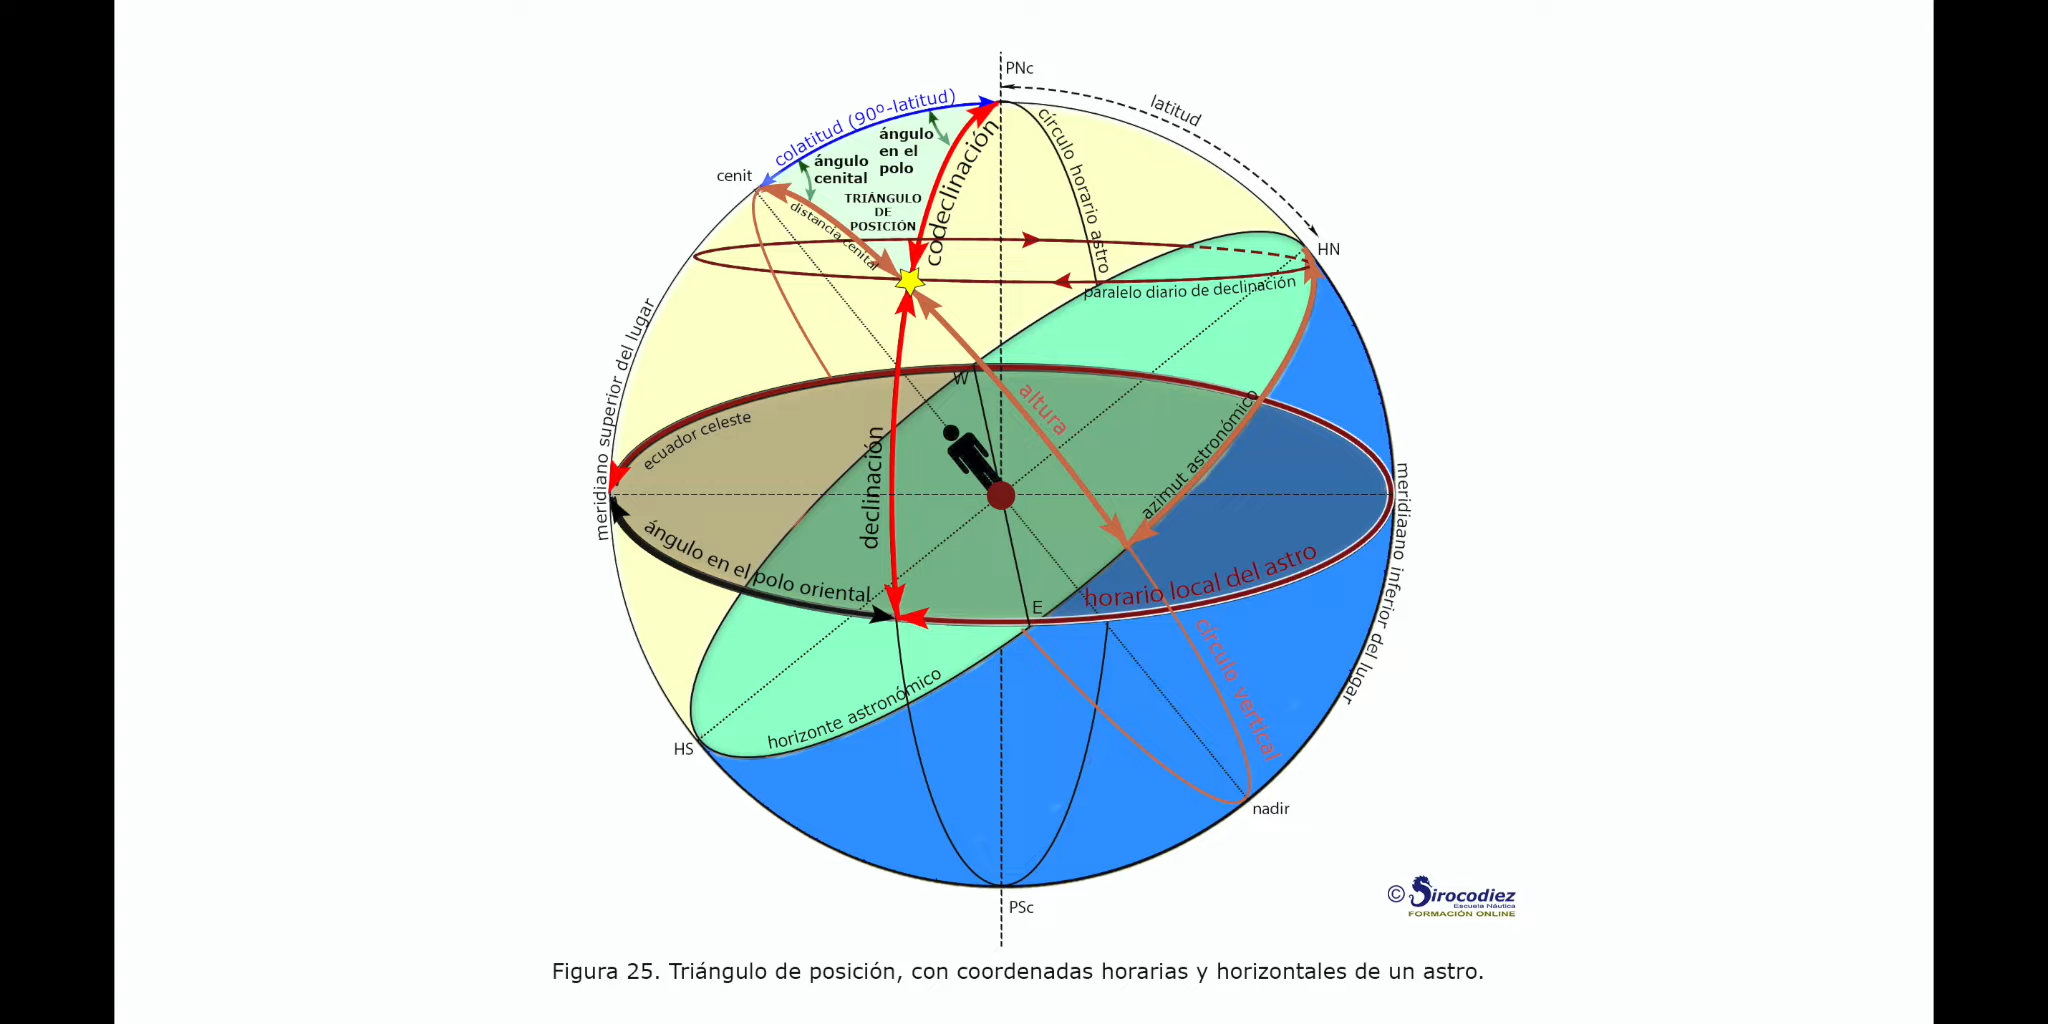 PNc
latitud
colatitud (90º-latitud)
ángulo
en el
polo
ángulo
cenital
codeclinación
círculo horario astro
cenit
TRIÁNGULO
DE
POSICIÓN
distancia cenital
HN
paralelo diario de declinación
meridiano superior del lugar
W
altura
ecuador celeste
azimut astronómico
declinación
meridiaano inferior del lugar
ángulo en el polo oriental
horario local del astro
E
círculo vertical
horizonte astronómico
HS
nadir
PSc
© Sirocodiez
Escuela Náutica
FORMACIÓN ONLINE
Figura 25. Triángulo de posición, con coordenadas horarias y horizontales de un astro.